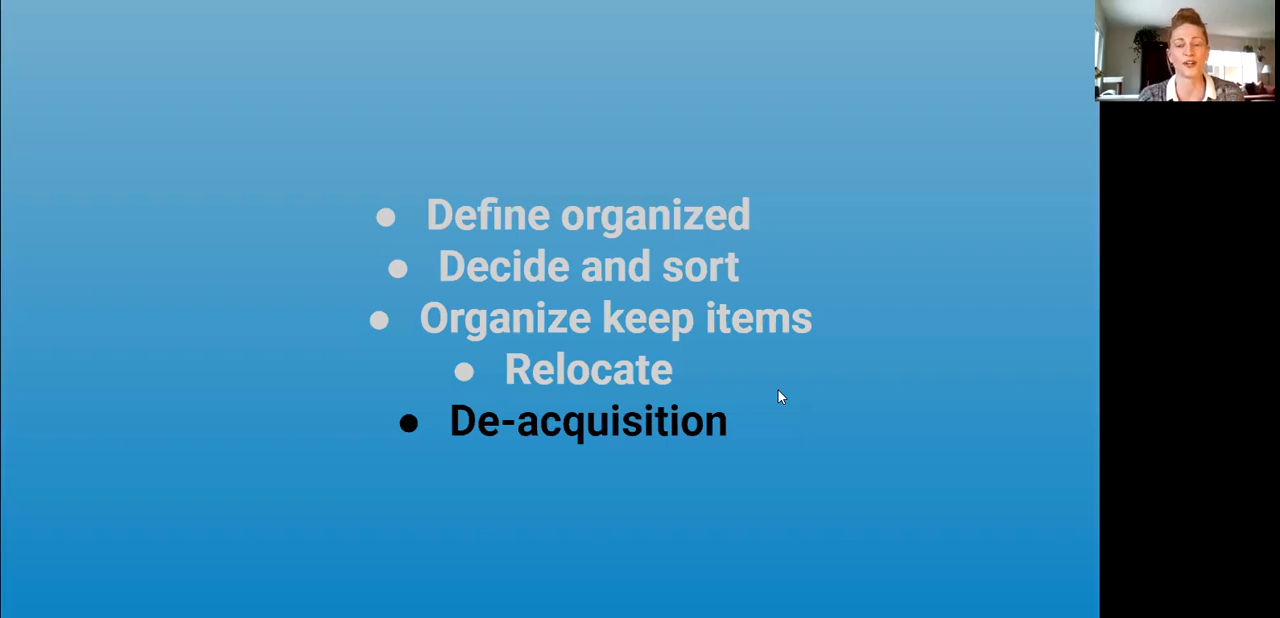 ● Define organized
● Decide and sort
● Organize keep items
● Relocate
● De-acquisition